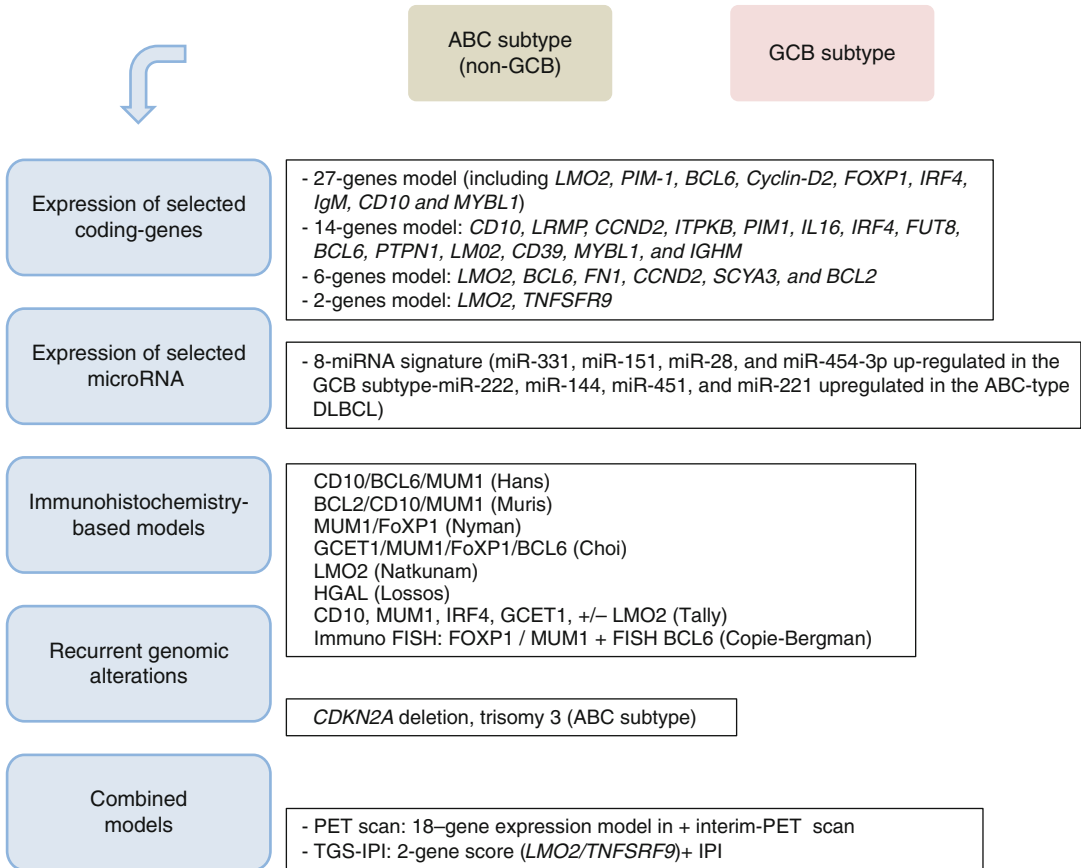 ABC subtype
(non-GCB)
GCB subtype
Expression of selected
coding-genes
- 27-genes model (including LMO2, PIM-1, BCL6, Cyclin-D2, FOXP1, IRF4,
IgM, CD10 and MYBL1)
- 14-genes model: CD10, LRMP, CCND2, ITPKB, PIM1, IL16, IRF4, FUT8,
BCL6, PTPN1, LM02, CD39, MYBL1, and IGHM
- 6-genes model: LMO2, BCL6, FN1, CCND2, SCYA3, and BCL2
- 2-genes model: LMO2, TNFSFR9
Expression of selected
microRNA
- 8-miRNA signature (miR-331, miR-151, miR-28, and miR-454-3p up-regulated in the
GCB subtype-miR-222, miR-144, miR-451, and miR-221 upregulated in the ABC-type
DLBCL)
Immunohistochemistry-
based models
CD10/BCL6/MUM1 (Hans)
BCL2/CD10/MUM1 (Muris)
MUM1/FoXP1 (Nyman)
GCET1/MUM1/FoXP1/BCL6 (Choi)
LMO2 (Natkunam)
HGAL (Lossos)
CD10, MUM1, IRF4, GCET1, +/– LMO2 (Tally)
Immuno FISH: FOXP1 / MUM1 + FISH BCL6 (Copie-Bergman)
Recurrent genomic
alterations
CDKN2A deletion, trisomy 3 (ABC subtype)
Combined
models
- PET scan: 18–gene expression model in + interim-PET scan
- TGS-IPI: 2-gene score (LMO2/TNFSRF9)+ IPI